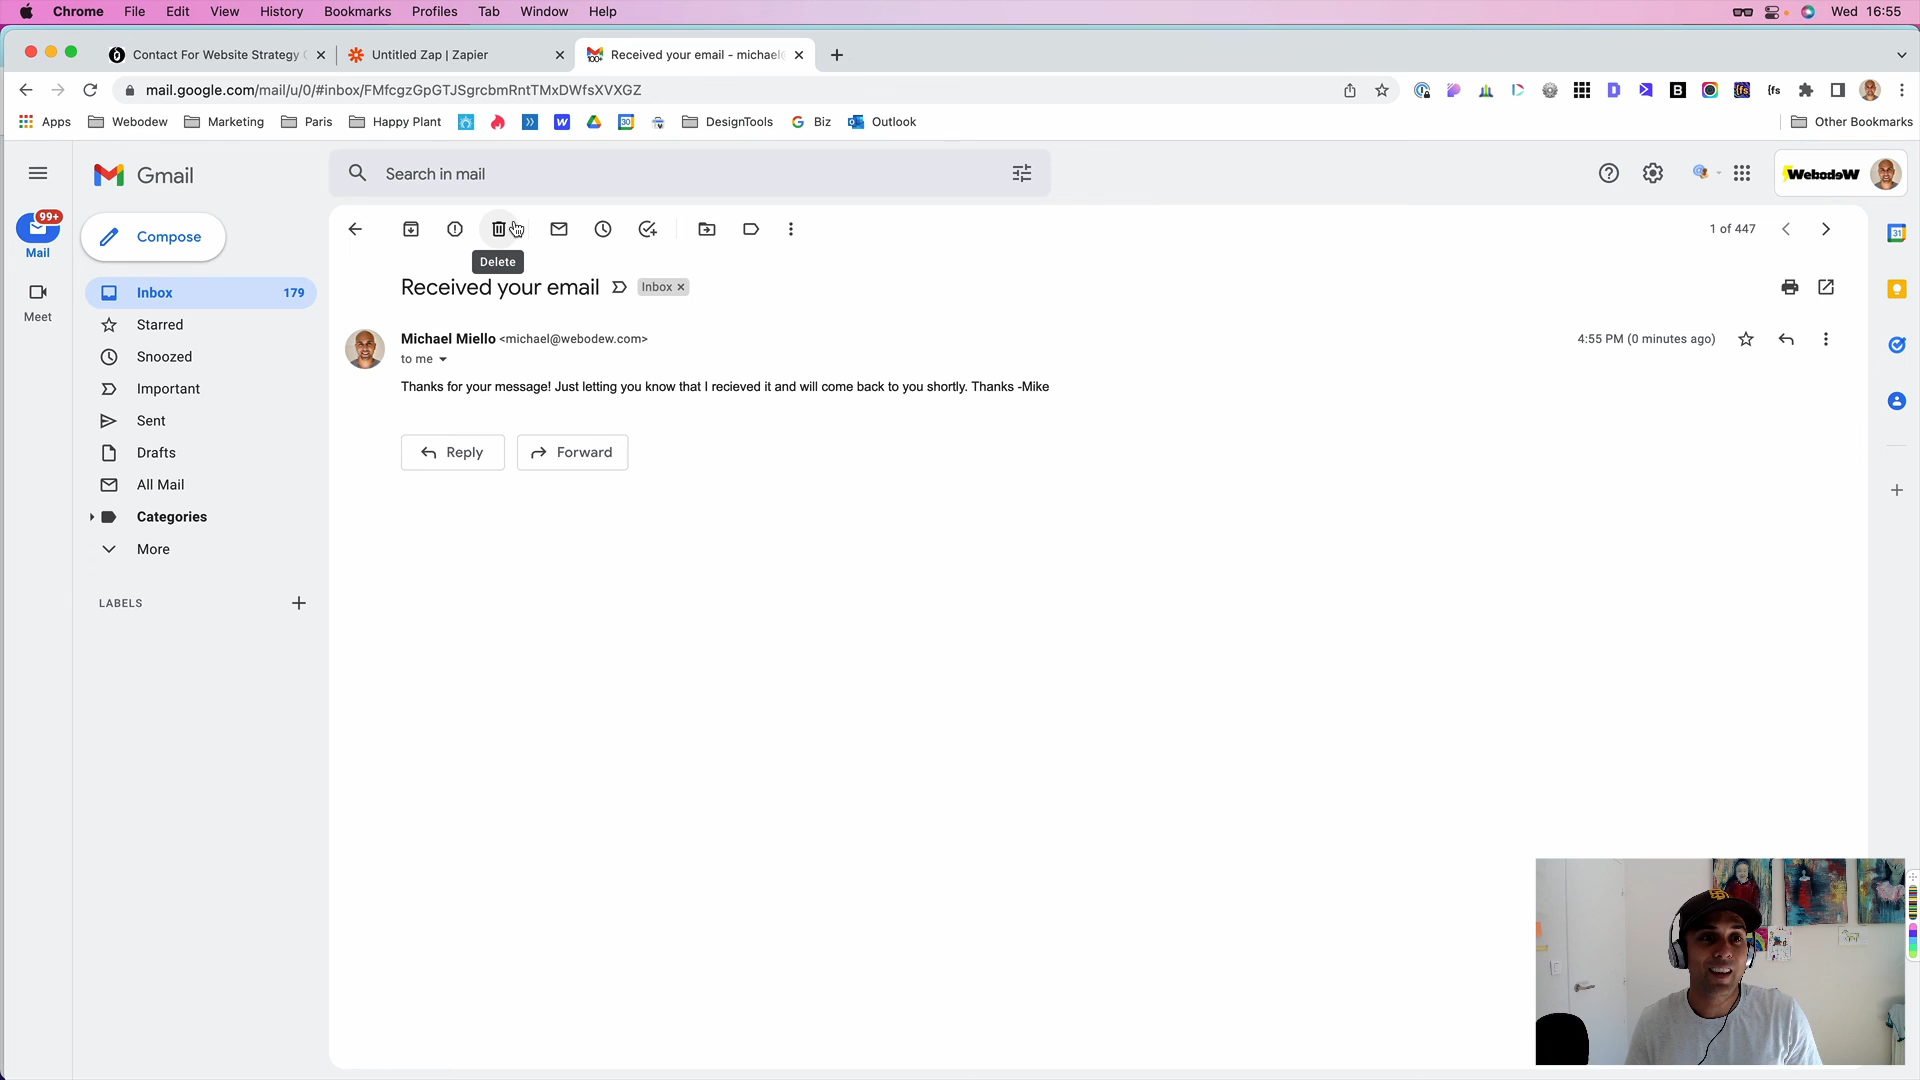 Chrome File Edit View History Bookmarks Profiles Tab Window Help Wed 16:55
Contact For Website Strategy Untitled Zap | Zapier 100+ Received your email - michael
mail.google.com/mail/u/0/#inbox/FMfcgzGpGTJSgrcbmRntTMxDWfsXVXGZ
Apps Webodew Marketing Paris Happy Plant DesignTools Biz Outlook Other Bookmarks
Gmail Search in mail WebodeW
99+ Mail
Compose
1 of 447
Delete
Received your email Inbox
Inbox 179
Meet
Starred
Snoozed
Important
Sent
Drafts
All Mail
Categories
More
LABELS
Michael Miello <michael@webodew.com> 4:55 PM (0 minutes ago)
to me
Thanks for your message! Just letting you know that I recieved it and will come back to you shortly. Thanks -Mike
Reply Forward